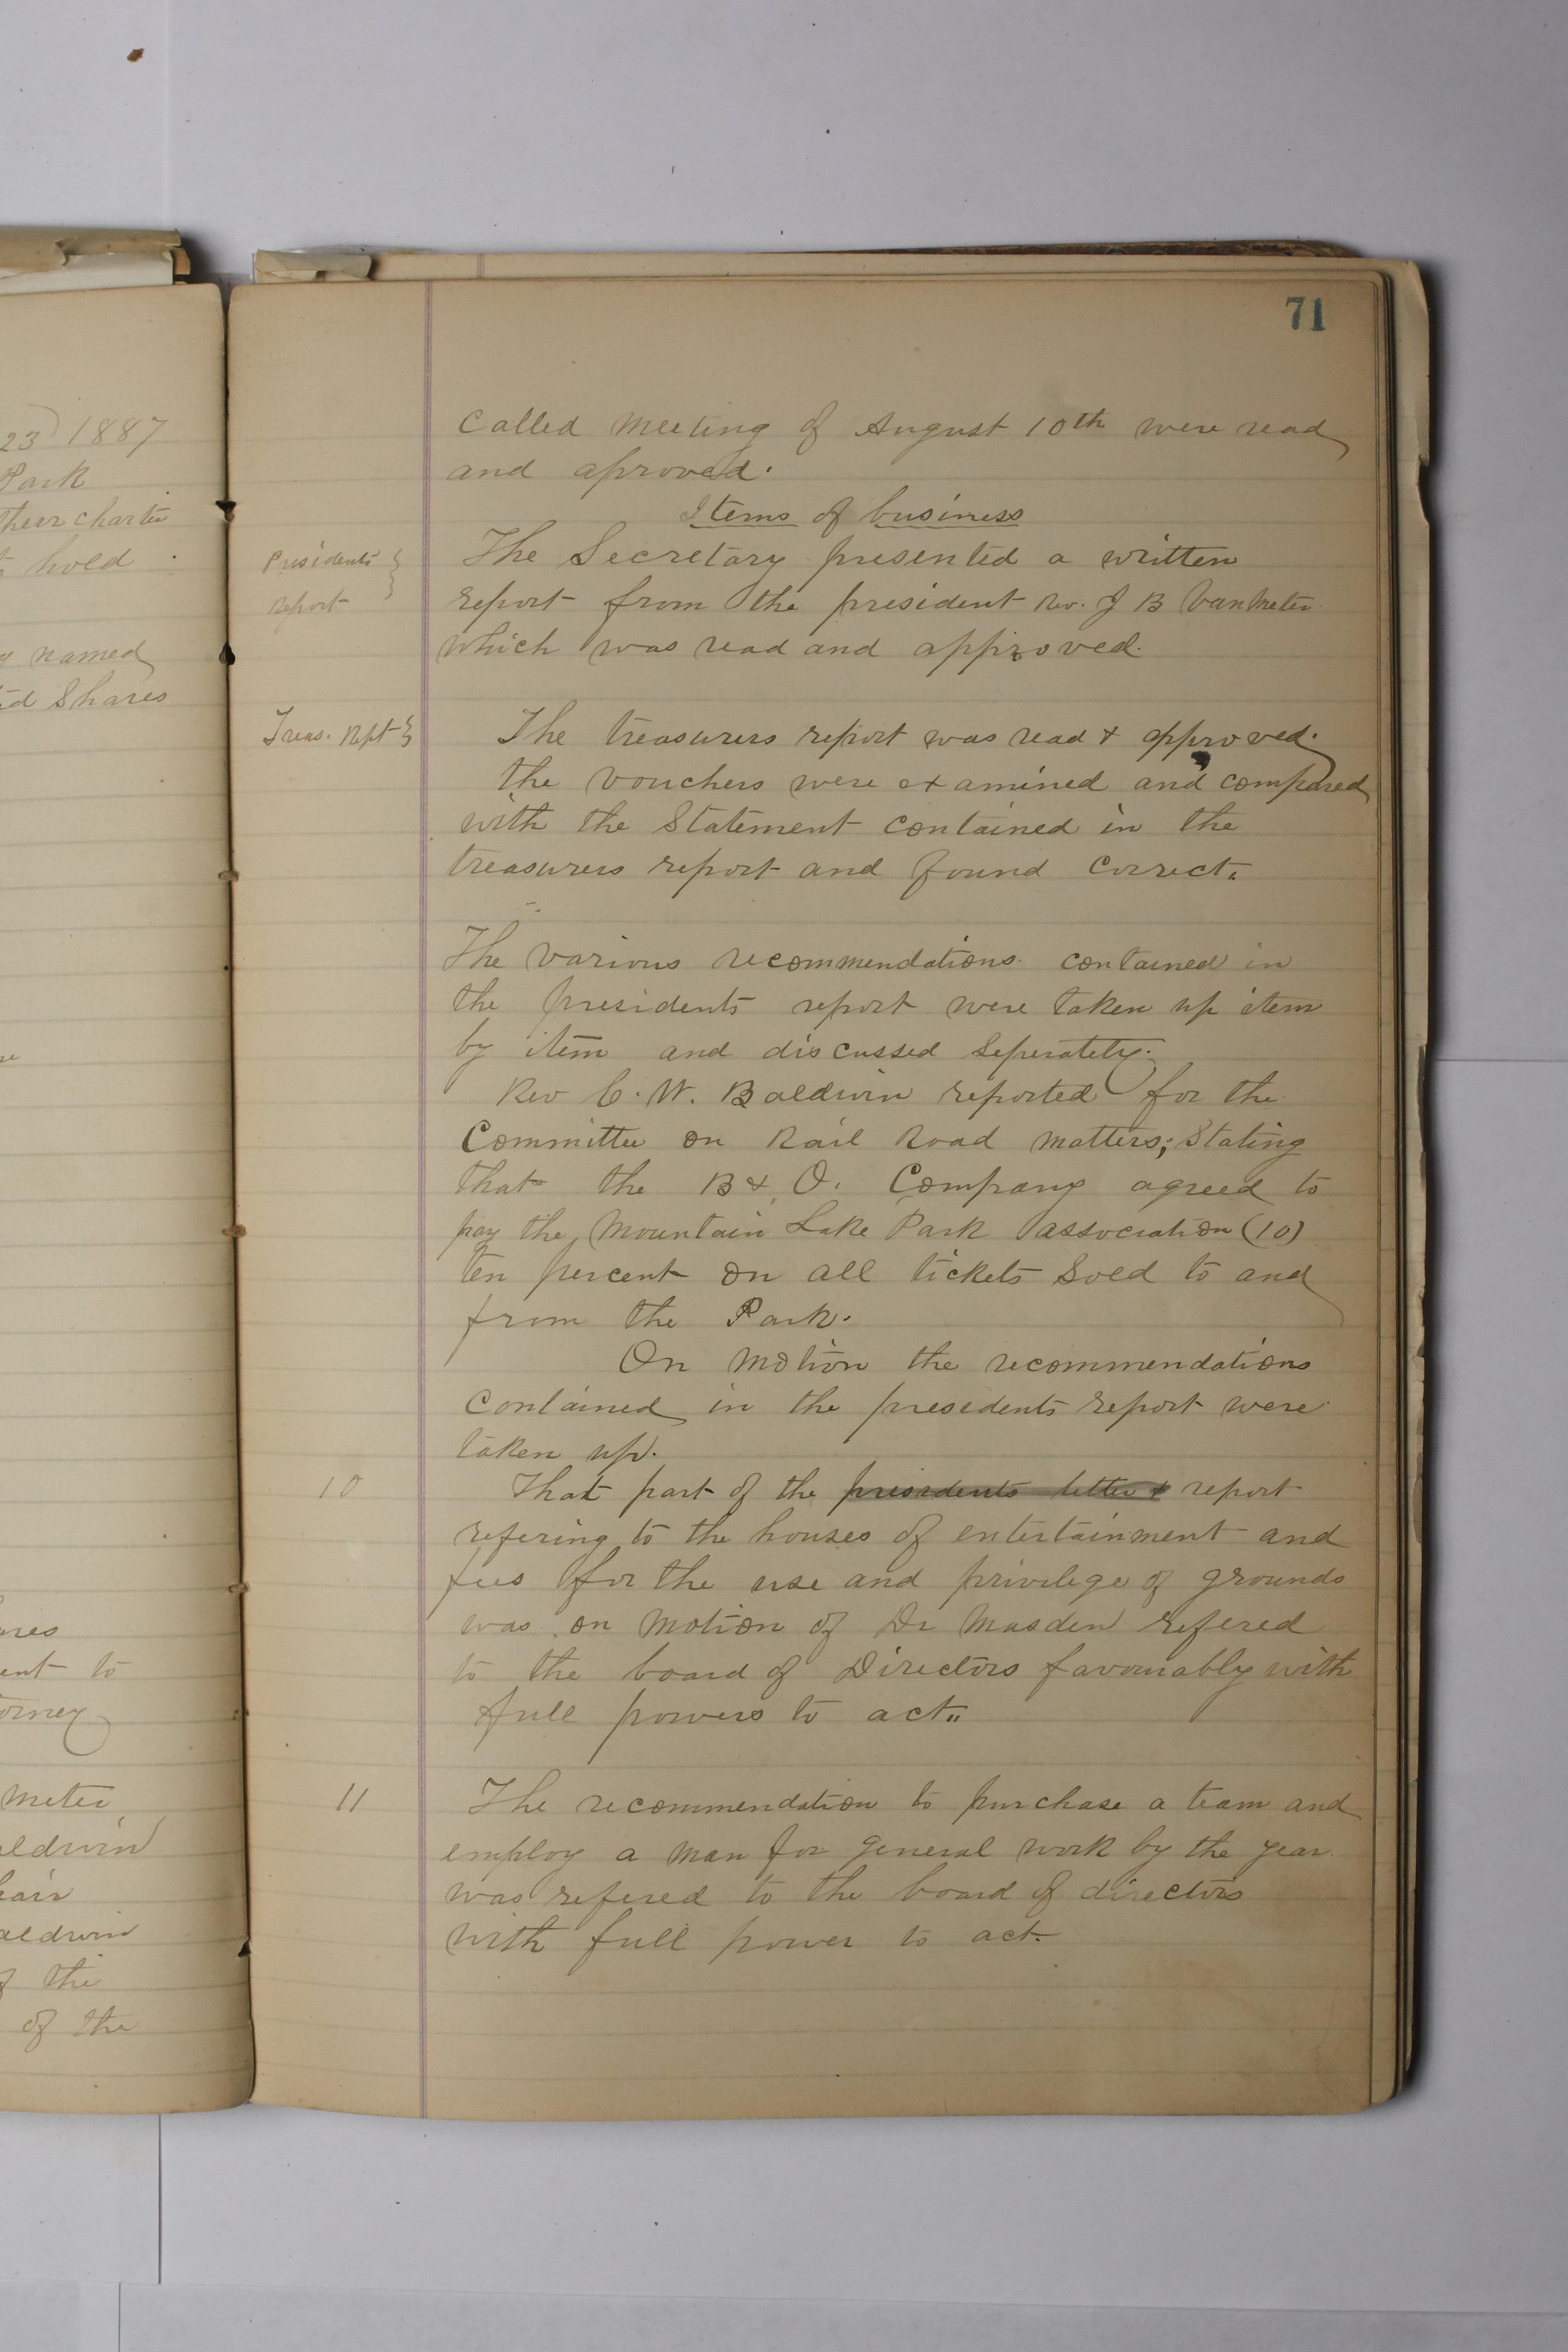 23) 1887
Park
their charter
hold
named
Shares
ent to
orney
meter
aldwin
hair
aldwin
of the
of the
71
Called Meeting of August 10th were read
and aproved.
Items of business
Presidents
report
The Secretary presented a written
report from the president Rev. J B VanMeter
which was read and approved.
Treas. Rept
The treasurers report was read & approved.
the vouchers were examined and compared
with the Statement contained in the
treasurers report and found correct.
The various recommendations contained in
the presidents report were taken up item
by item and discussed seperately.
Rev C. W. Baldwin reported for the
Committee on Rail Road matters; Stating
that the B & O. Company agreed to
pay the Mountain Lake Park association (10)
ten percent on all tickets sold to and
from the Park.
On motion the recommendations
contained in the presidents report were
taken up.
10
That part of the presidents letter & report
refering to the houses of entertainment and
fees for the use and privilege of grounds
was on motion of Dr Masden refered
to the board of Directors favourably with
full powers to act.
11
The recommendation to purchase a team and
employ a man for general work by the year
was refered to the board of directors
with full power to act.